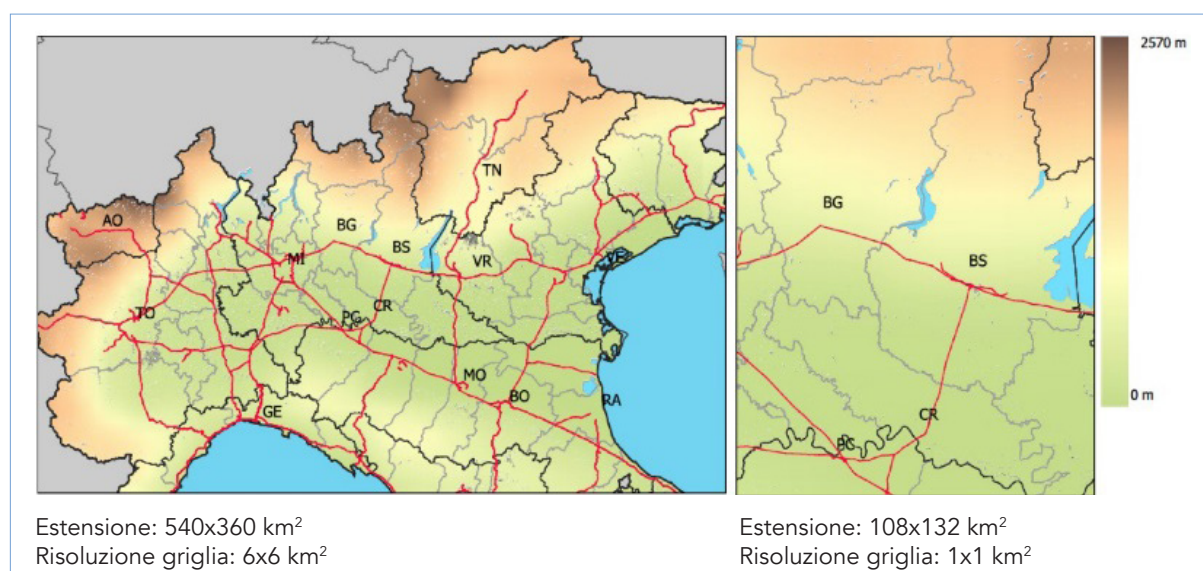 2570 m
AO
TN
BG
BS
MI
VR
VE
TO
PC
CR
MO
BO
RA
GE
BG
BS
CR
PC
0 m
Estensione: 540x360 km²
Risoluzione griglia: 6x6 km²
Estensione: 108x132 km²
Risoluzione griglia: 1x1 km²